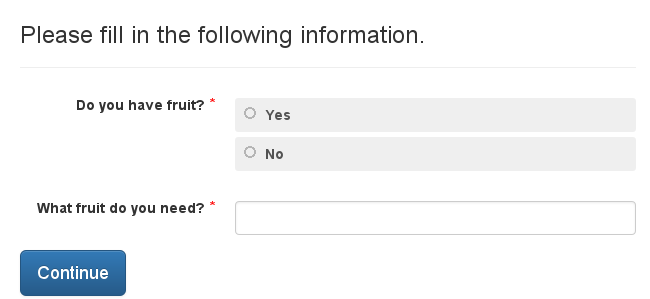 Please fill in the following information.
Do you have fruit? *
Yes
No
What fruit do you need? *
Continue